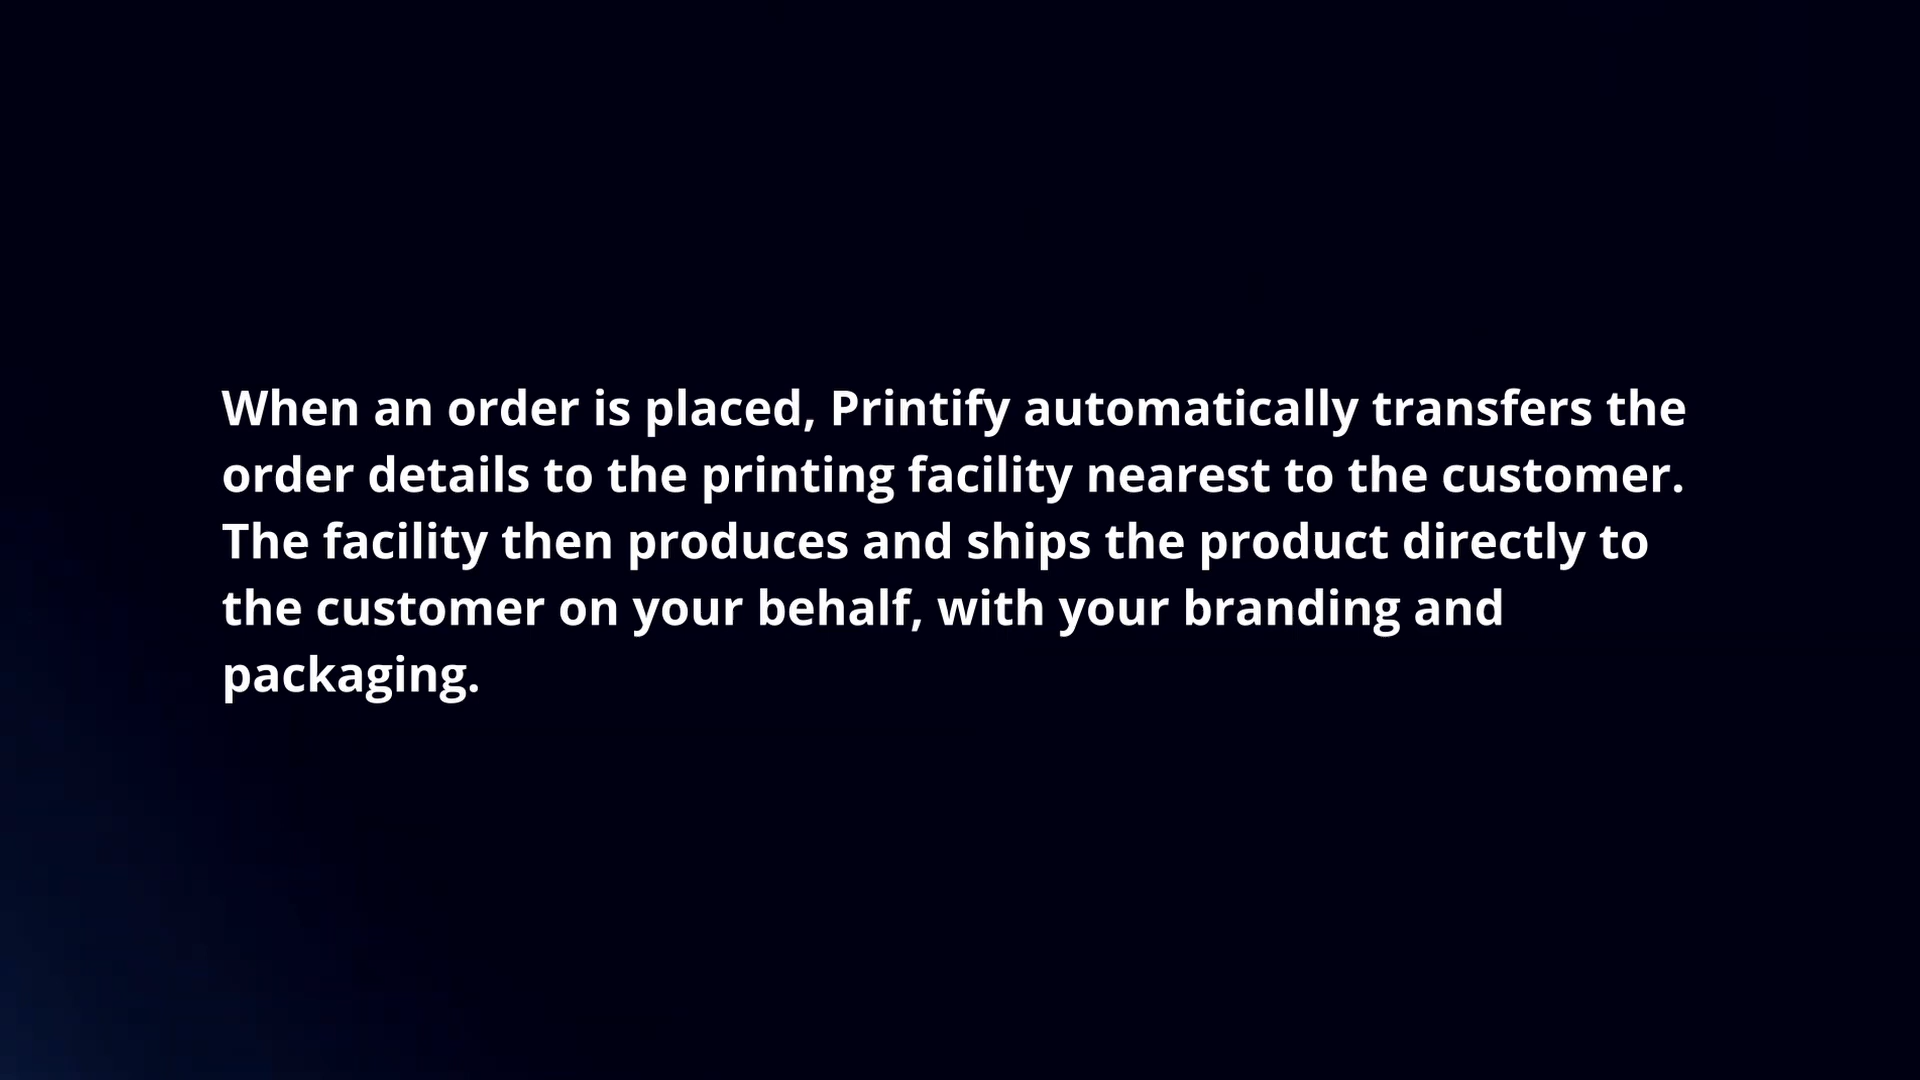 When an order is placed, Printify automatically transfers the
order details to the printing facility nearest to the customer.
The facility then produces and ships the product directly to
the customer on your behalf, with your branding and
packaging.